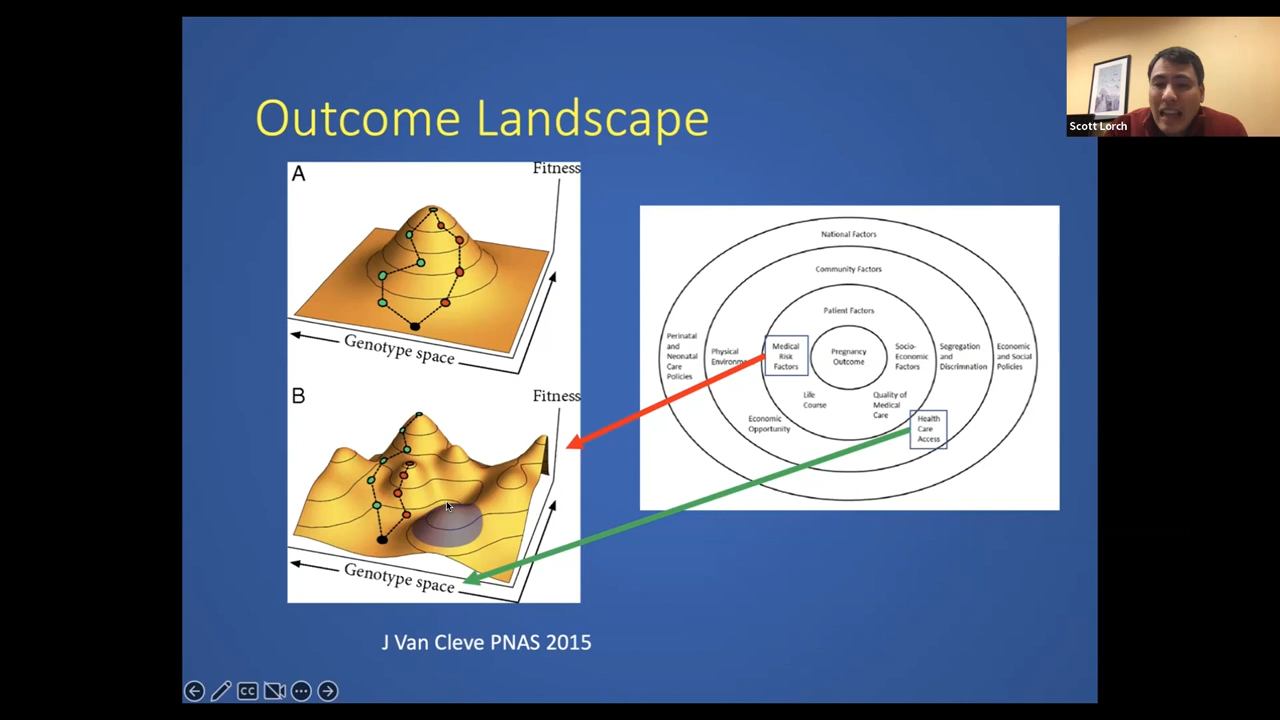 Scott Lorch
Outcome Landscape
A
Fitness
Genotype space
B
Fitness
Genotype space
J Van Cleve PNAS 2015
National Factors
Community Factors
Patient Factors
Perinatal
and
Neonatal
Care
Policies
Physical
Medical
Risk
Factors
Pregnancy
Outcome
Socio-
Economic
Factors
Segregation
and
Discrimnation
Economic
and Social
Policies
Life
Course
Quality of
Medical
Care
Economic
Opportunity
Health
Care
Access
CC